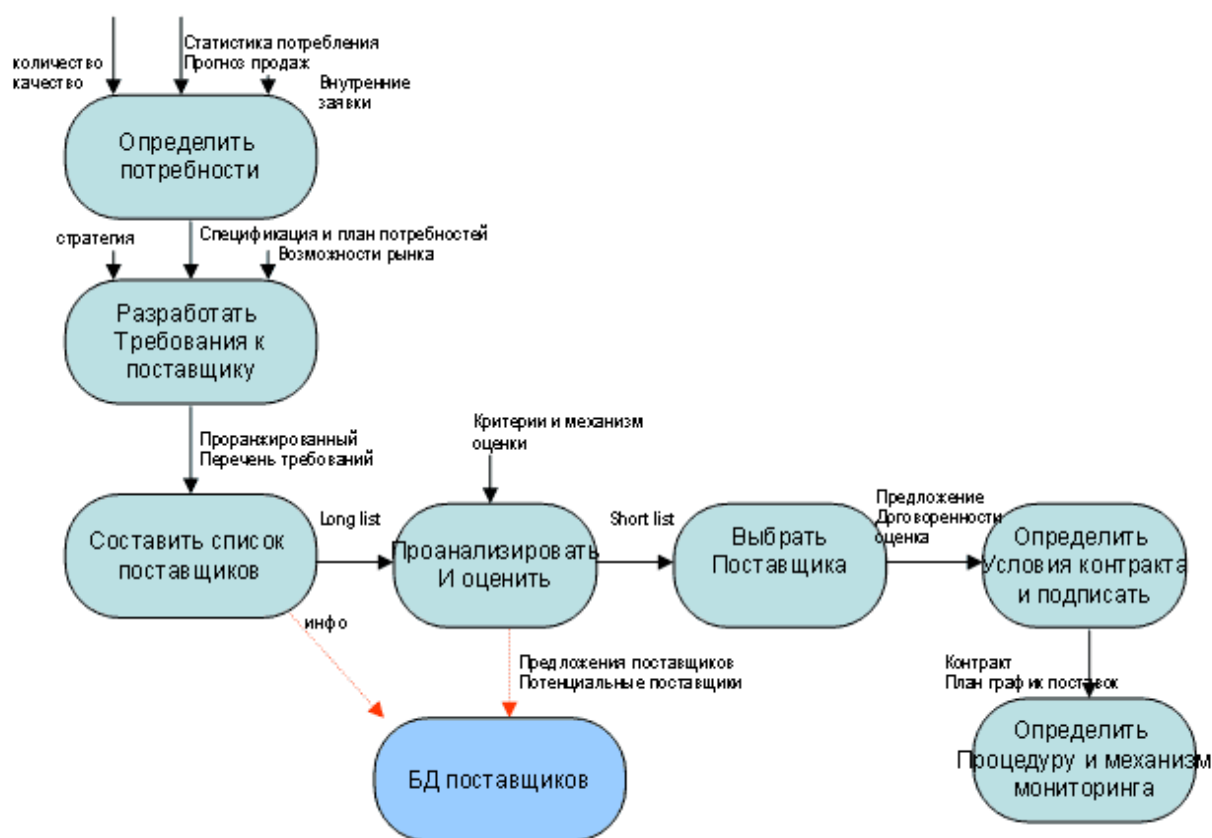 Статистика потребления
Прогноз продаж
количество
качество
Внутренние
заявки
Определить
потребности
стратегия
Спецификация и план потребностей
Возможности рынка
Разработать
Требования к
поставщику
Проранжированный
Перечень требований
Критерии и механизм
оценки
Составить список
поставщиков
Long list
Проанализировать
И оценить
Short list
Выбрать
Поставщика
Предложение
Договоренности
оценка
Определить
Условия контракта
и подписать
инфо
Предложения поставщиков
Потенциальные поставщики
Контракт
План график поставок
БД поставщиков
Определить
Процедуру и механизм
мониторинга